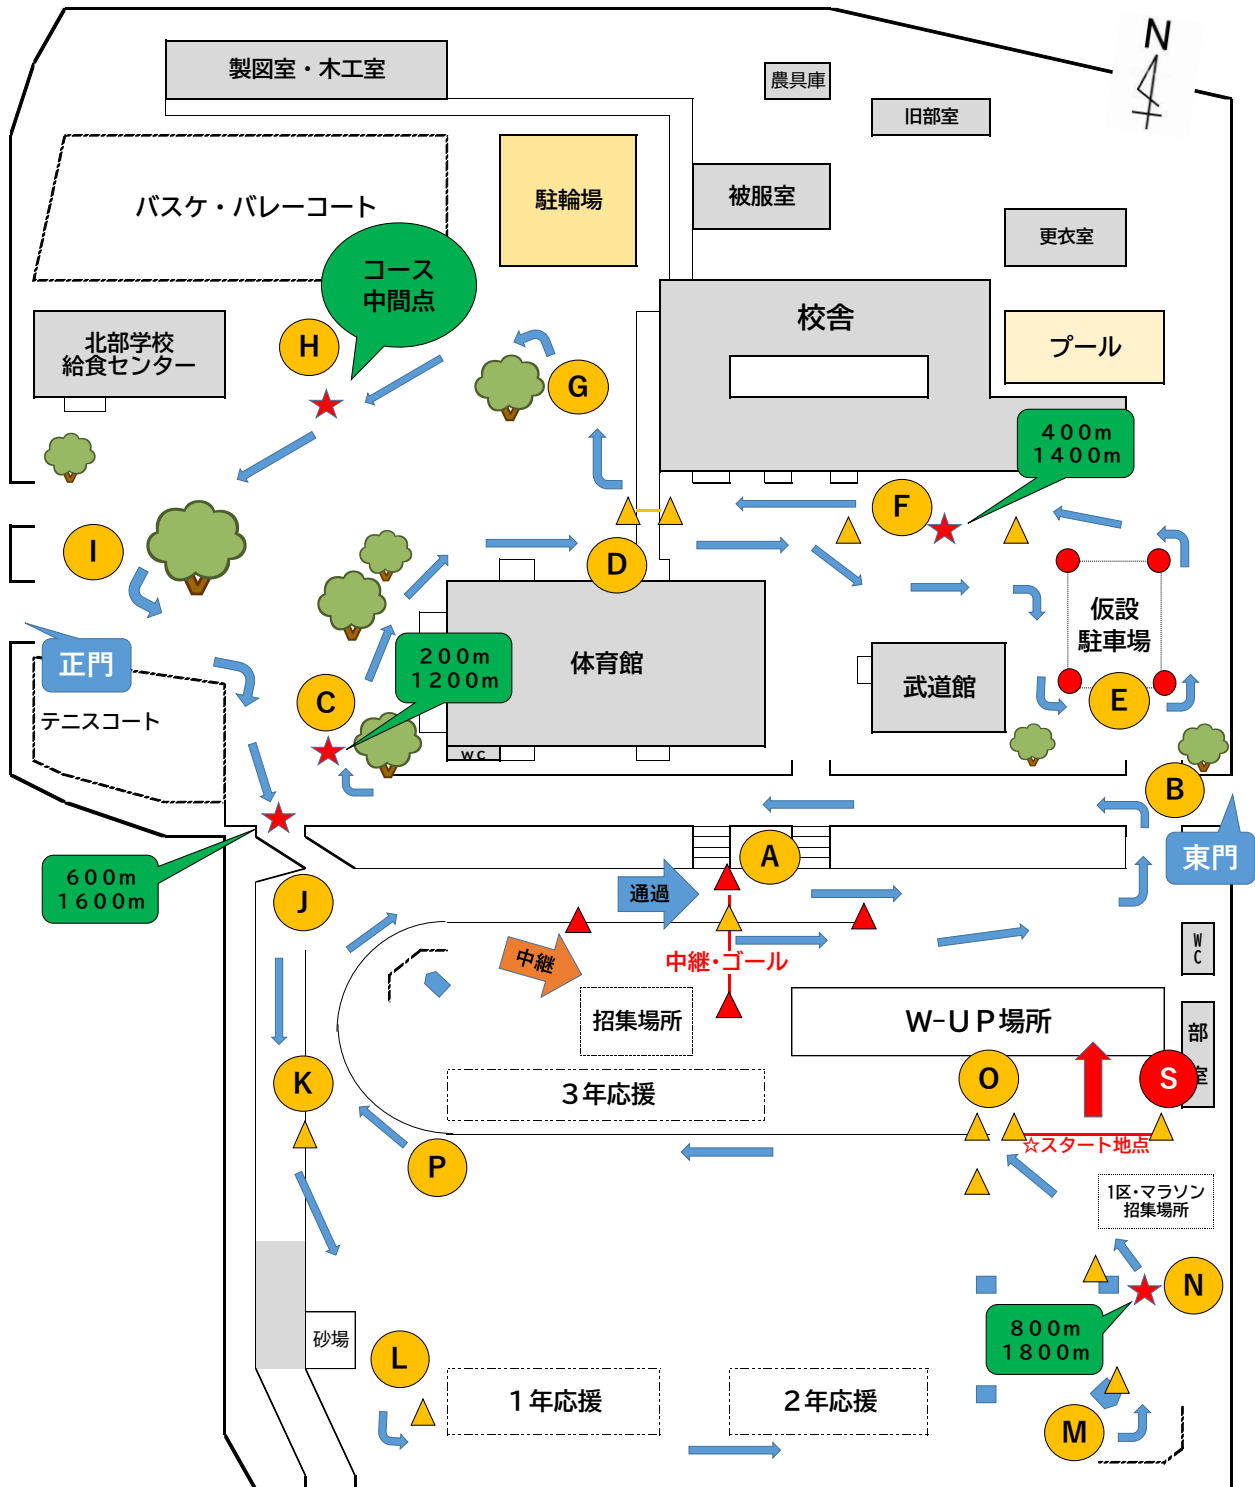 N
製図室・木工室
農具庫
旧部室
バスケ・バレーコート
駐輪場
被服室
更衣室
コース
中間点
校舎
プール
北部学校
給食センター
H
G
400m
1400m
F
I
D
仮設
駐車場
正門
200m
1200m
体育館
武道館
C
E
テニスコート
WC
B
A
東門
600m
1600m
J
通過
中継
中継・ゴール
WC
招集場所
W-UP場所
部室
K
3年応援
O
S
☆スタート地点
P
1区・マラソン
招集場所
N
砂場
L
800m
1800m
1年応援
2年応援
M